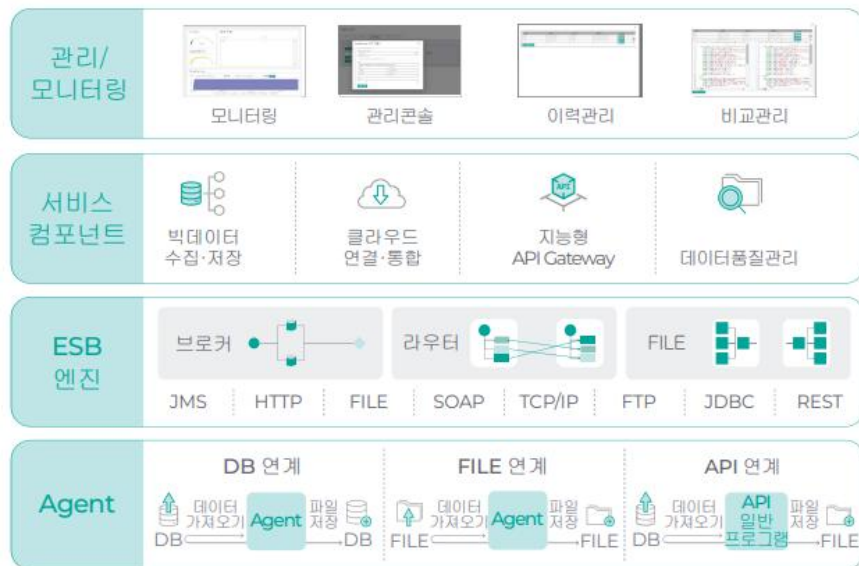 관리/
모니터링
모니터링
관리콘솔
이력관리
비교관리
서비스
컴포넌트
빅데이터
수집·저장
클라우드
연결·통합
API
지능형
API Gateway
데이터품질관리
ESB
엔진
브로커
라우터
FILE
JMS
HTTP
FILE
SOAP
TCP/IP
FTP
JDBC
REST
Agent
DB 연계
데이터
가져오기
Agent
파일
저장
DB
DB
FILE 연계
데이터
가져오기
Agent
파일
저장
FILE
FILE
API 연계
데이터
가져오기
API
일반
프로그램
파일
저장
DB
FILE